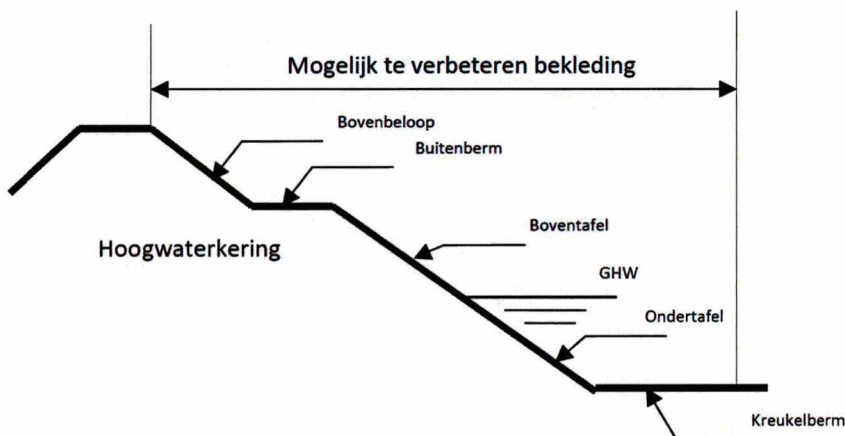 Mogelijk te verbeteren bekleding
Bovenbeloop
Buitenberm
Boventafel
Hoogwaterkering
GHW
Ondertafel
Kreukelberm